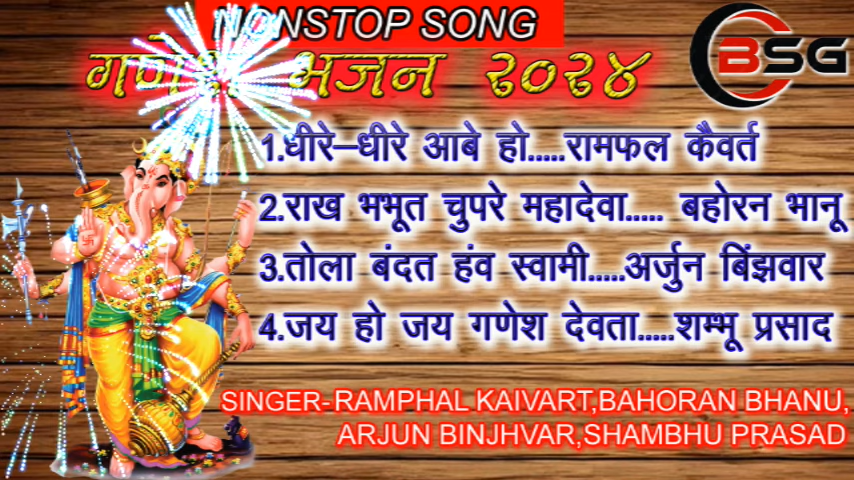 NONSTOP SONG
गणेश भजन २०२४
BSG
1.धीरे–धीरे आबे हो.....रामफल कैवर्त
2.राख भभूत चुपरे महादेवा..... बहोरन भानू
3.तोला बंदत हंव स्वामी.....अर्जुन बिंझवार
4.जय हो जय गणेश देवता.....शम्भू प्रसाद
SINGER-RAMPHAL KAIVART,BAHORAN BHANU,
ARJUN BINJHVAR,SHAMBHU PRASAD